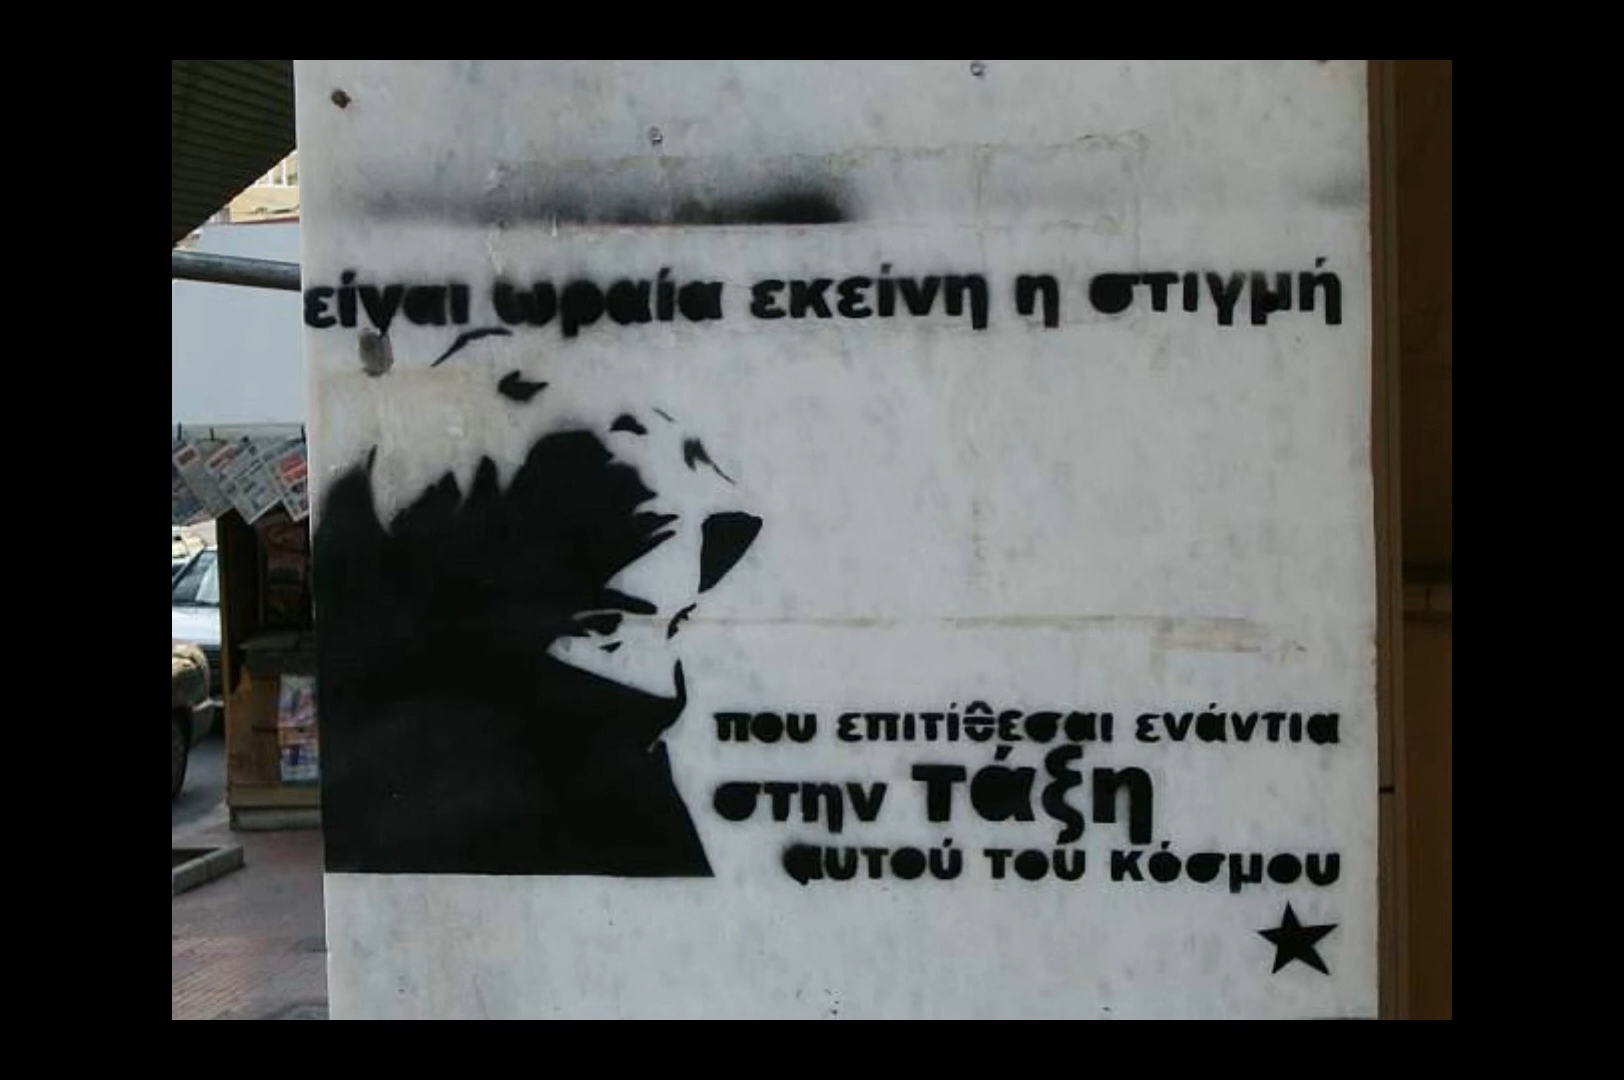 είναι ωραία εκείνη η στιγμή
που επιτίθεσαι ενάντια
στην τάξη
αυτού του κόσμου